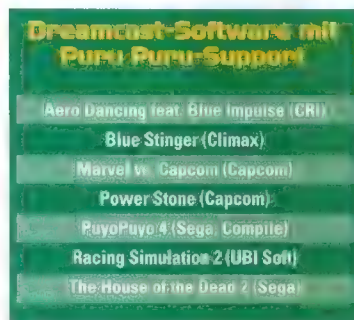 Dreamcast-Software mit
Puru-Puru-Support
Aero Dancing feat. Blue Impulse (CRI)
Blue Stinger (Climax)
Marvel vs. Capcom (Capcom)
Power Stone (Capcom)
PuyoPuyo 4 (Sega, Compile)
Racing Simulation 2 (UBI Soft)
The House of the Dead 2 (Sega)